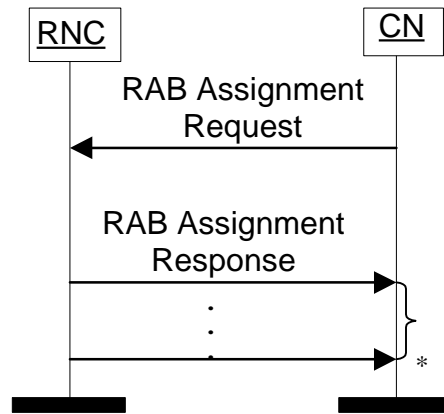 RNC
CN
RAB Assignment
Request
RAB Assignment
Response
*